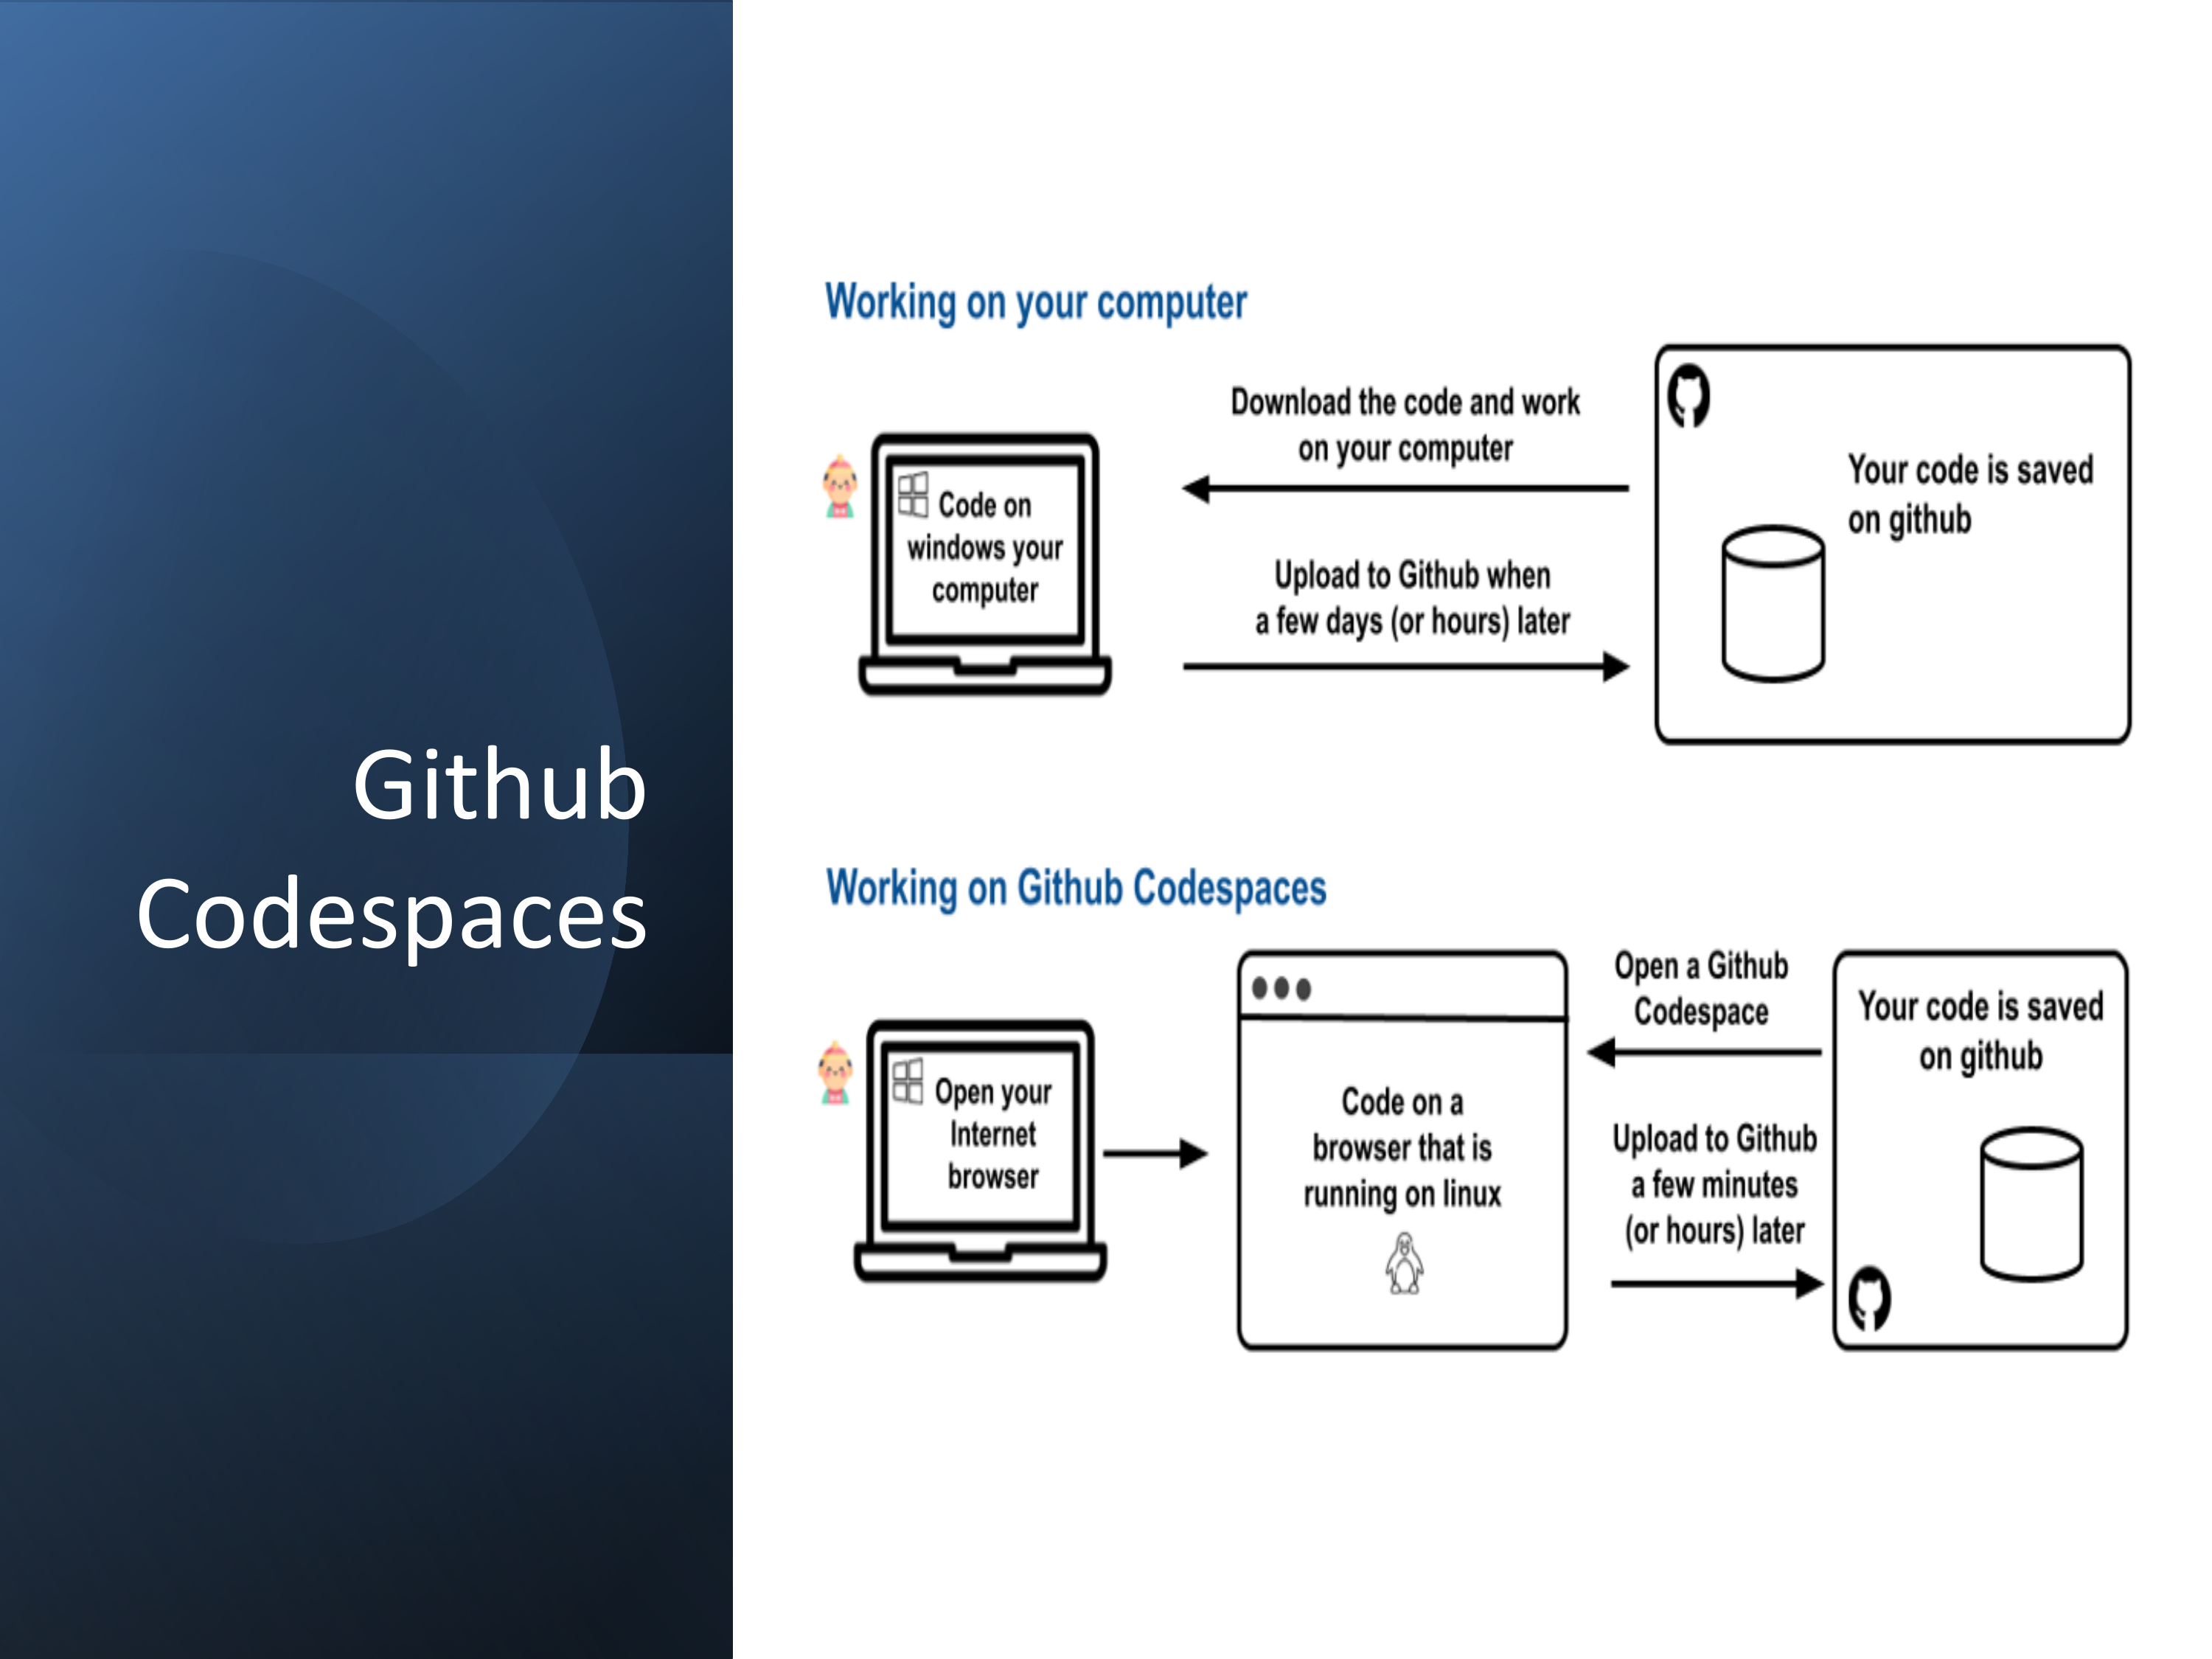 Github
Codespaces
Working on your computer
Code on
windows your
computer
Download the code and work
on your computer
Upload to Github when
a few days (or hours) later
Your code is saved
on github
Working on Github Codespaces
Open your
Internet
browser
Code on a
browser that is
running on linux
Open a Github
Codespace
Upload to Github
a few minutes
(or hours) later
Your code is saved
on github